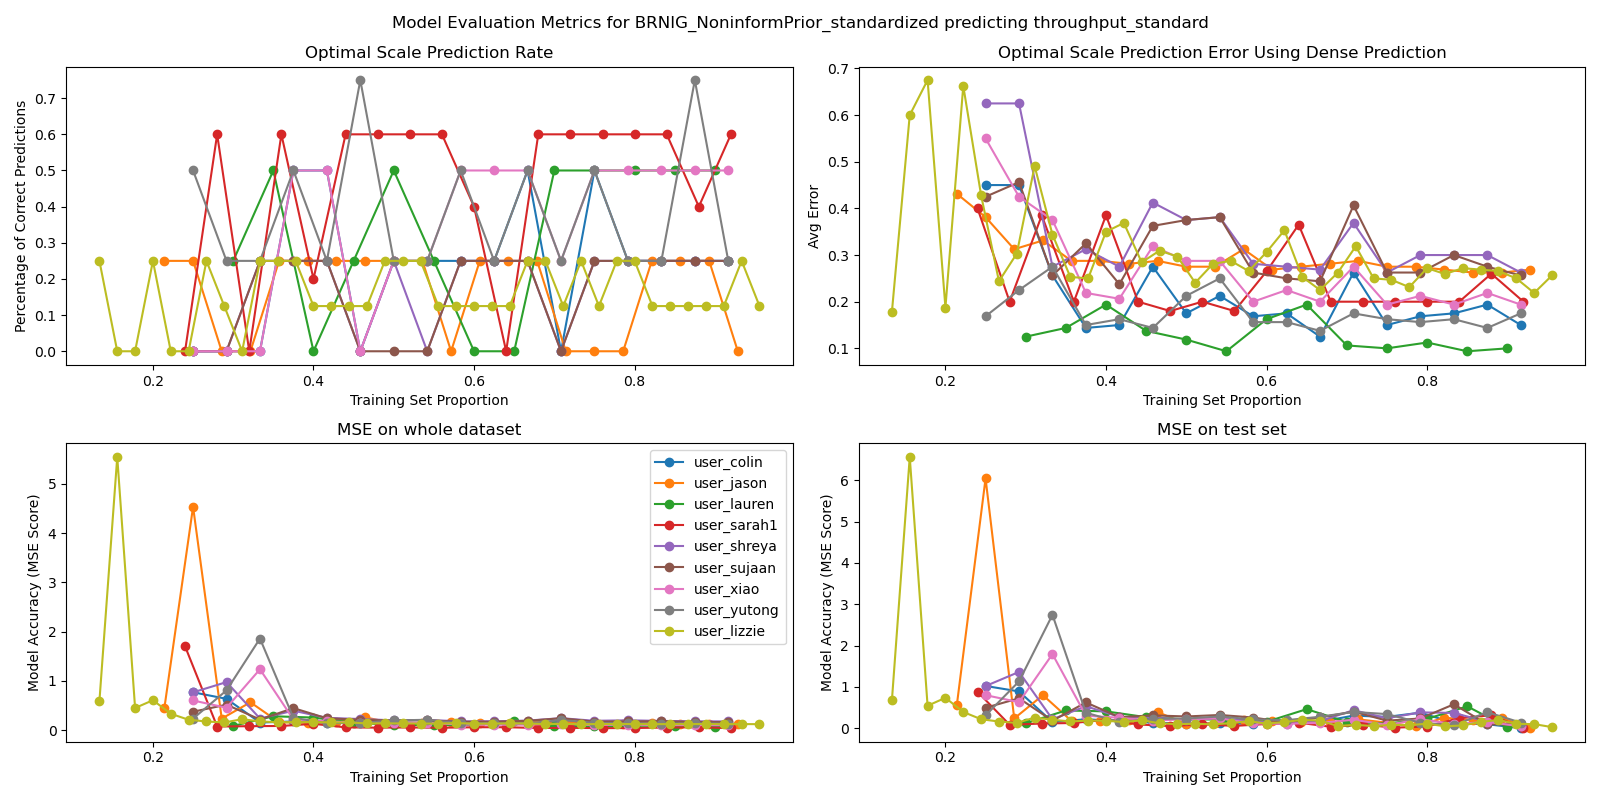 Model Evaluation Metrics for BRNIG_NoninformPrior_standardized predicting throughput_standard
Optimal Scale Prediction Rate
Percentage of Correct Predictions
0.7
0.6
0.5
0.4
0.3
0.2
0.1
0.0
0.2
0.4
0.6
0.8
Training Set Proportion
Optimal Scale Prediction Error Using Dense Prediction
Avg Error
0.7
0.6
0.5
0.4
0.3
0.2
0.1
0.2
0.4
0.6
0.8
Training Set Proportion
MSE on whole dataset
Model Accuracy (MSE Score)
5
4
3
2
1
0
0.2
0.4
0.6
0.8
Training Set Proportion
user_colin
user_jason
user_lauren
user_sarah1
user_shreya
user_sujaan
user_xiao
user_yutong
user_lizzie
MSE on test set
Model Accuracy (MSE Score)
6
5
4
3
2
1
0
0.2
0.4
0.6
0.8
Training Set Proportion